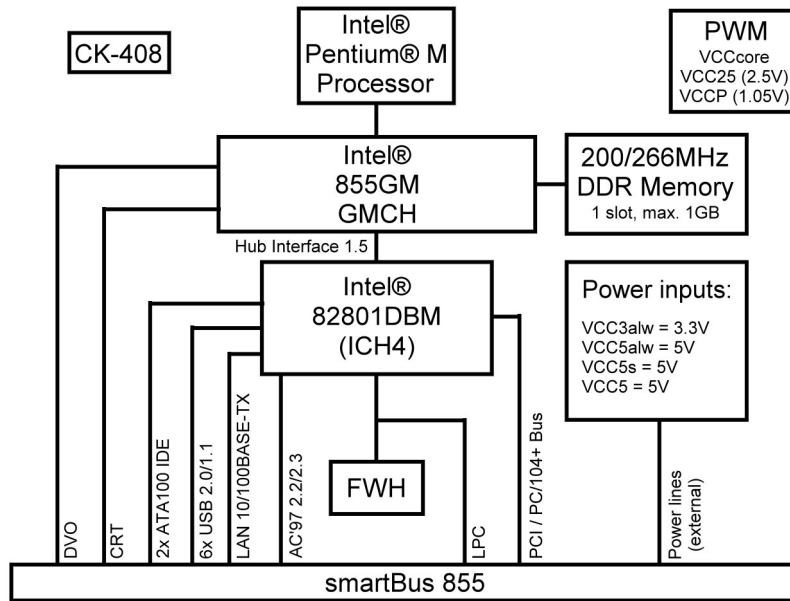 CK-408
Intel®
Pentium® M
Processor
PWM
VCCcore
VCC25 (2.5V)
VCCP (1.05V)
Intel®
855GM
GMCH
200/266MHz
DDR Memory
1 slot, max. 1GB
Hub Interface 1.5
Intel®
82801DBM
(ICH4)
Power inputs:
VCC3alw = 3.3V
VCC5alw = 5V
VCC5s = 5V
VCC5 = 5V
FWH
DVO
CRT
2x ATA100 IDE
6x USB 2.0/1.1
LAN 10/100BASE-TX
AC'97 2.2/2.3
LPC
PCI / PC/104+ Bus
Power lines
(external)
smartBus 855